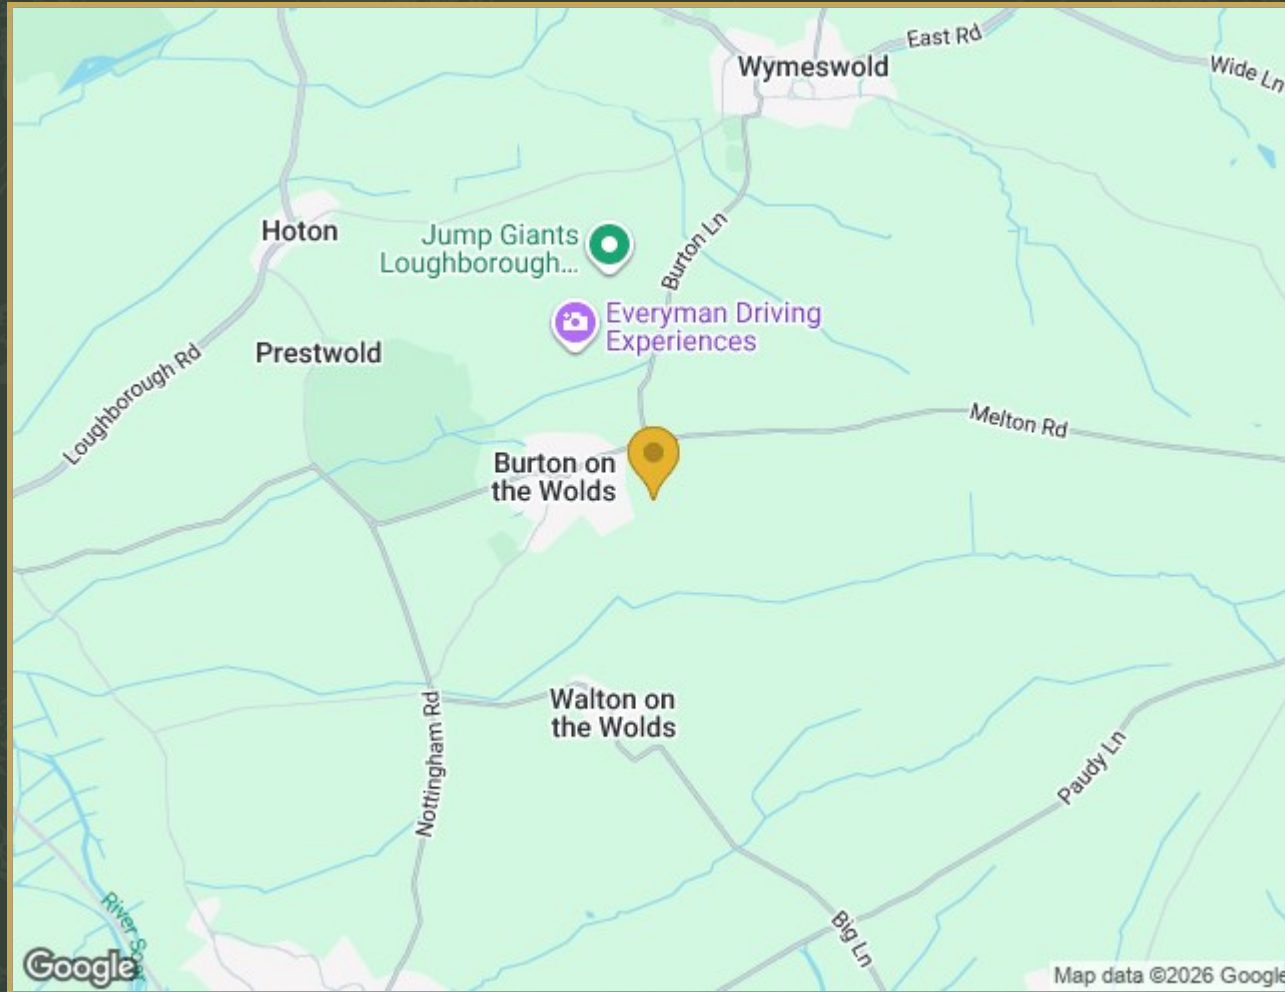 East Rd
Wymeswold
Wide Ln
Hoton
Jump Giants
Loughborough...
Burton Ln
Everyman Driving
Experiences
Prestwold
Loughborough Rd
Melton Rd
Burton on
the Wolds
Walton on
the Wolds
Nottingham Rd
Paudy Ln
River Soar
Big Ln
Google
Map data ©2026 Google